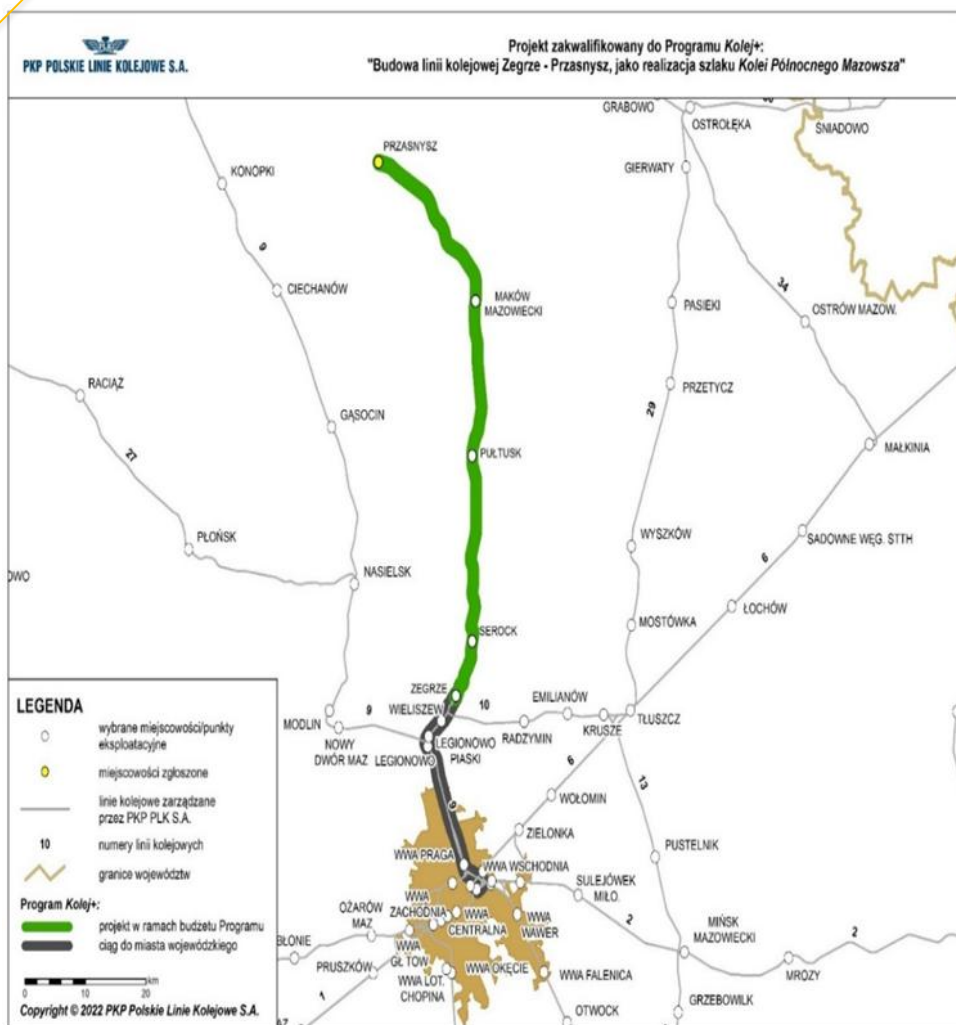 PKP POLSKIE LINIE KOLEJOWE S.A.
Projekt zakwalifikowany do Programu Kolej+:
"Budowa linii kolejowej Zegrze - Przasnysz, jako realizacja szlaku Kolei Północnego Mazowsza"
GRABOWO
OSTROŁĘKA
ŚNIADOWO
PRZASNYSZ
KONOPKI
GIERWATY
9
CIECHANÓW
34
MAKÓW
MAZOWIECKI
PASIEKI
OSTRÓW MAZOW.
RACIĄŻ
PRZETYCZ
GĄSOCIN
29
27
PUŁTUSK
MAŁKINIA
PŁOŃSK
WYSZKÓW
SADOWNE WĘG. STTH
6
OWO
NASIELSK
ŁOCHÓW
MOSTÓWKA
SEROCK
ZEGRZE
WIELISZEW
10
EMILIANÓW
TŁUSZCZ
MODLIN
9
NOWY
DWÓR MAZ
RADZYMIN
KRUSZE
LEGIONOWO
PIASKI
LEGIONOWO
6
13
WOŁOMIN
9
ZIELONKA
PUSTELNIK
WWA PRAGA
WWA WSCHODNIA
SULEJÓWEK
MIŁO.
WWA
ZACHODNIA
OŻARÓW
MAZ
WWA
CENTRALNA
WWA
WAWER
2
MIŃSK
MAZOWIECKI
2
BŁONIE
WWA
GŁ TOW
PRUSZKÓW
WWA OKĘCIE
WWA FALENICA
MROZY
WWA LOT.
CHOPINA
1
OTWOCK
GRZEBOWILK
LEGENDA
wybrane miejscowości/punkty
eksploatacyjne
miejscowości zgłoszone
linie kolejowe zarządzane
przez PKP PLK S.A.
10
numery linii kolejowych
granice województw
Program Kolej+:
projekt w ramach budżetu Programu
ciąg do miasta wojewódzkiego
km
0 10 20
Copyright © 2022 PKP Polskie Linie Kolejowe S.A.